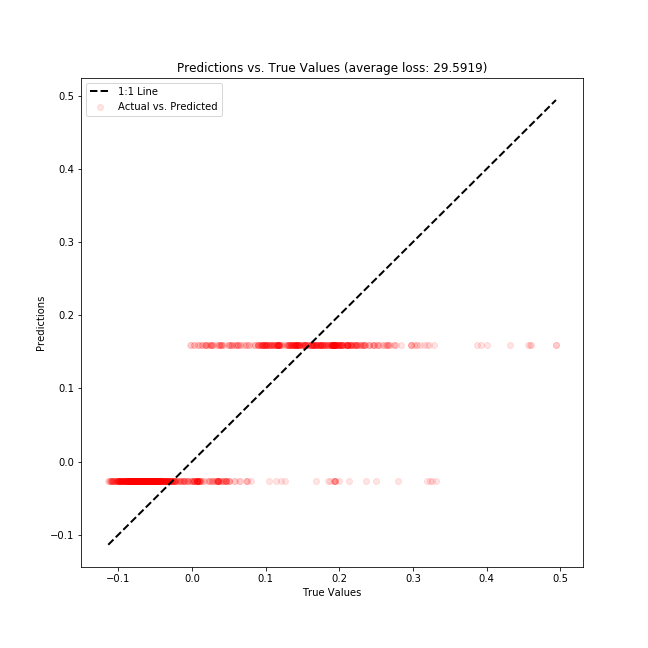 Predictions vs. True Values (average loss: 29.5919)
1:1 Line
Actual vs. Predicted
0.5
0.4
0.3
0.2
0.1
0.0
−0.1
Predictions
−0.1 0.0 0.1 0.2 0.3 0.4 0.5
True Values